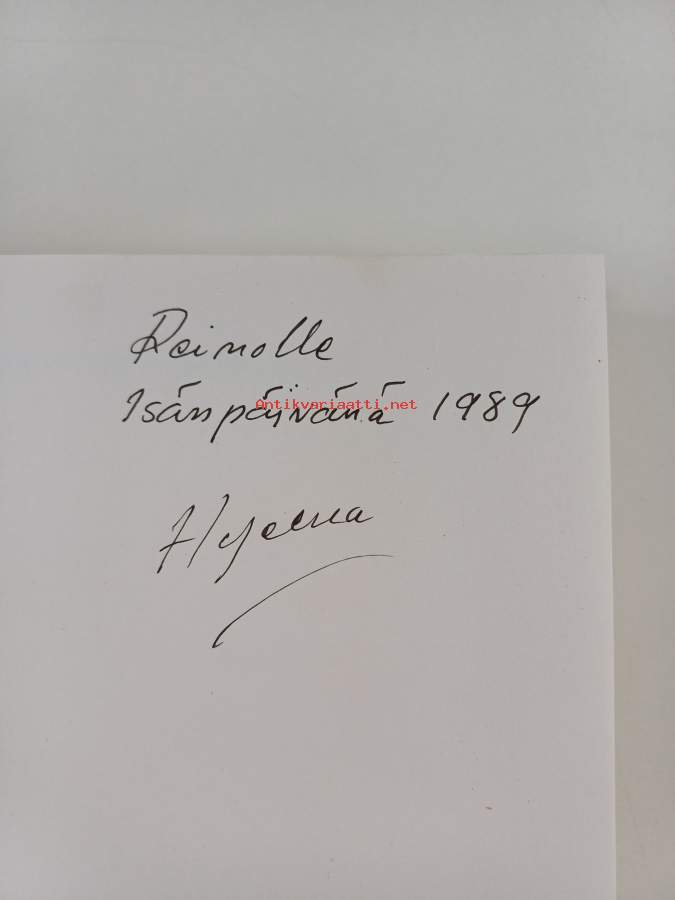 Reimolle
Isänpäivänä 1989
Antikvariaatti.net